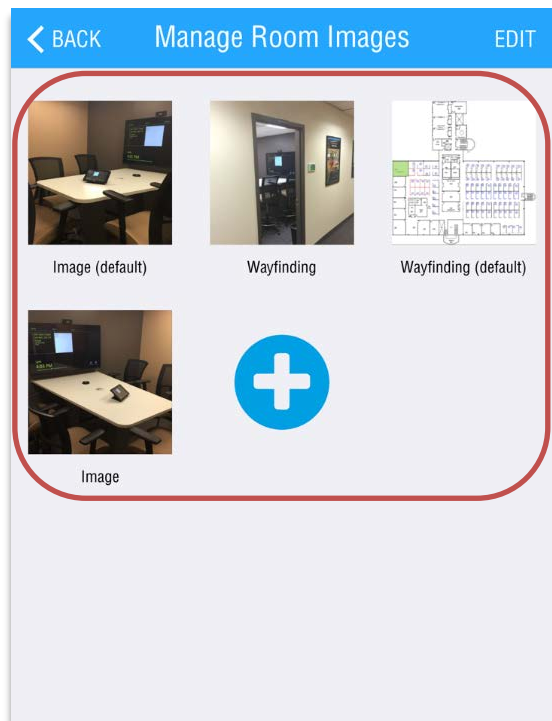 BACK
Manage Room Images
EDIT
Image (default)
Wayfinding
Wayfinding (default)
Image